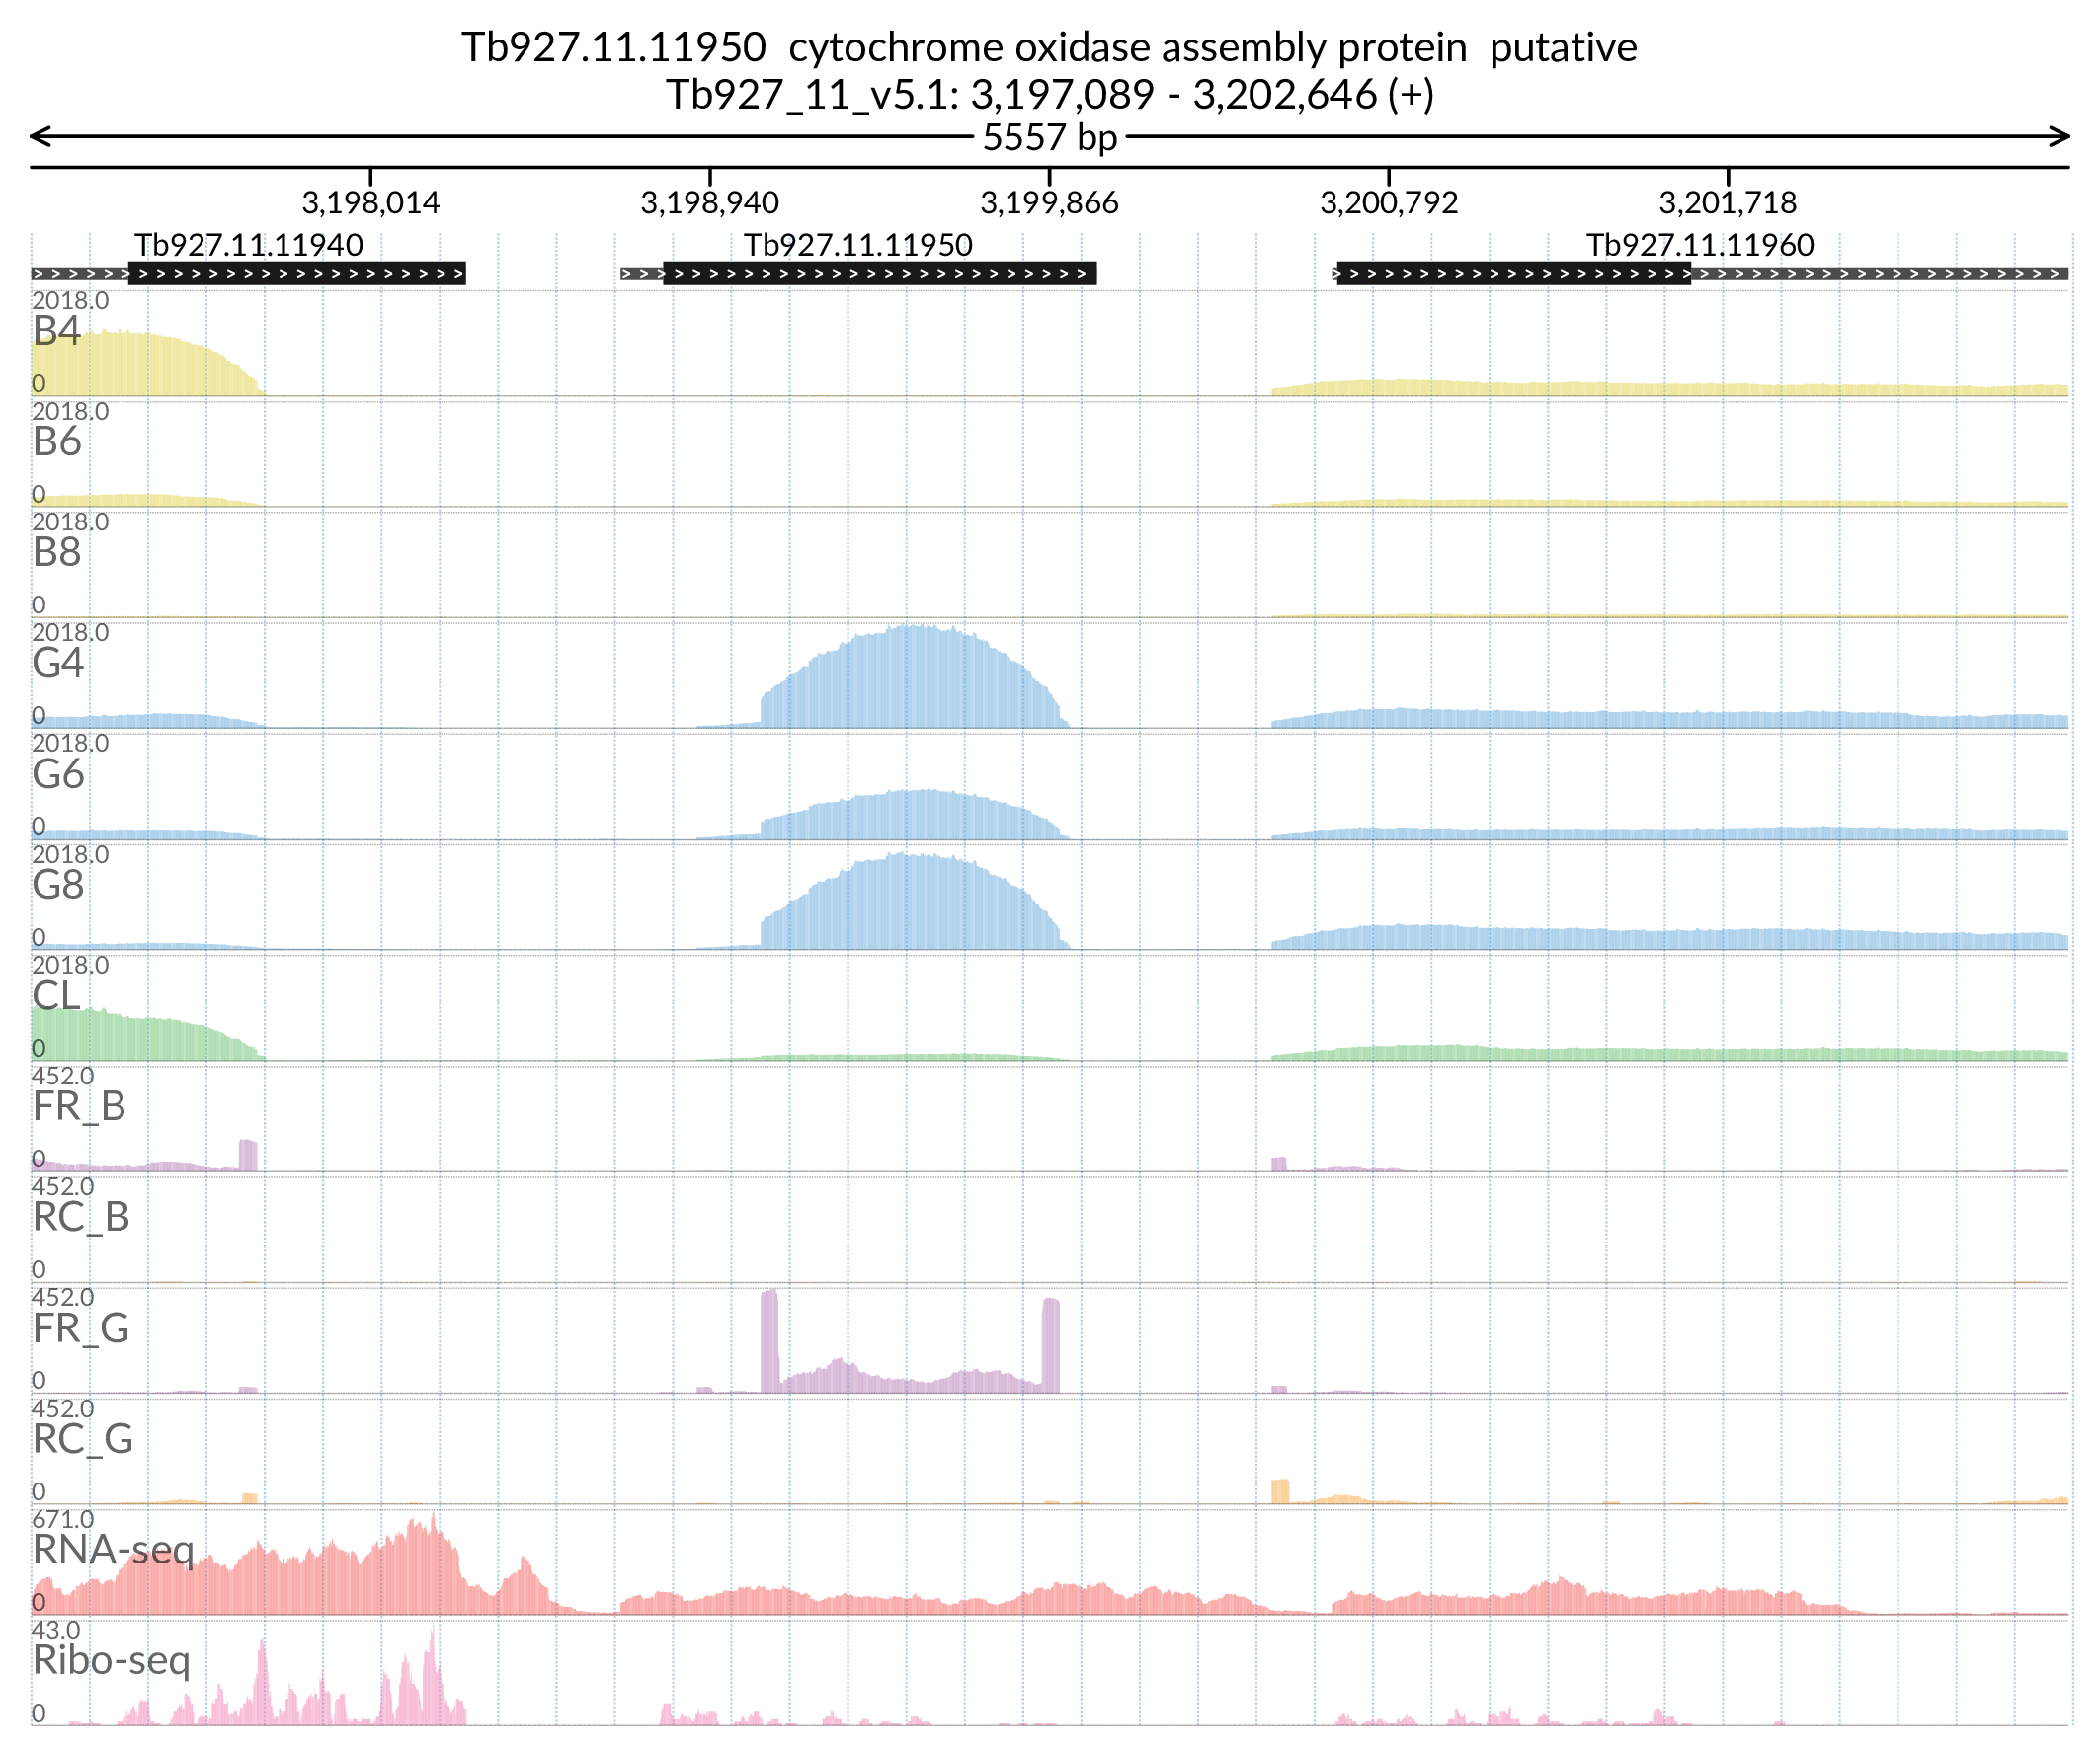 Tb927.11.11950  cytochrome oxidase assembly protein  putative
Tb927_11_v5.1: 3,197,089 - 3,202,646 (+)
5557 bp
3,198,014 3,198,940 3,199,866 3,200,792 3,201,718
Tb927.11.11940 Tb927.11.11950 Tb927.11.11960
2018.0
B4
0
2018.0
B6
0
2018.0
B8
0
2018.0
G4
0
2018.0
G6
0
2018.0
G8
0
2018.0
CL
0
452.0
FR_B
0
452.0
RC_B
0
452.0
FR_G
0
452.0
RC_G
0
671.0
RNA-seq
0
43.0
Ribo-seq
0